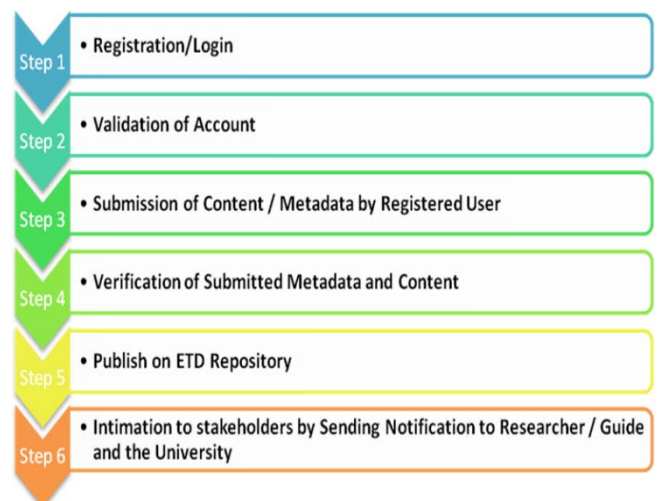 Step 1
• Registration/Login
Step 2
• Validation of Account
Step 3
• Submission of Content / Metadata by Registered User
Step 4
• Verification of Submitted Metadata and Content
Step 5
• Publish on ETD Repository
Step 6
• Intimation to stakeholders by Sending Notification to Researcher / Guide
and the University